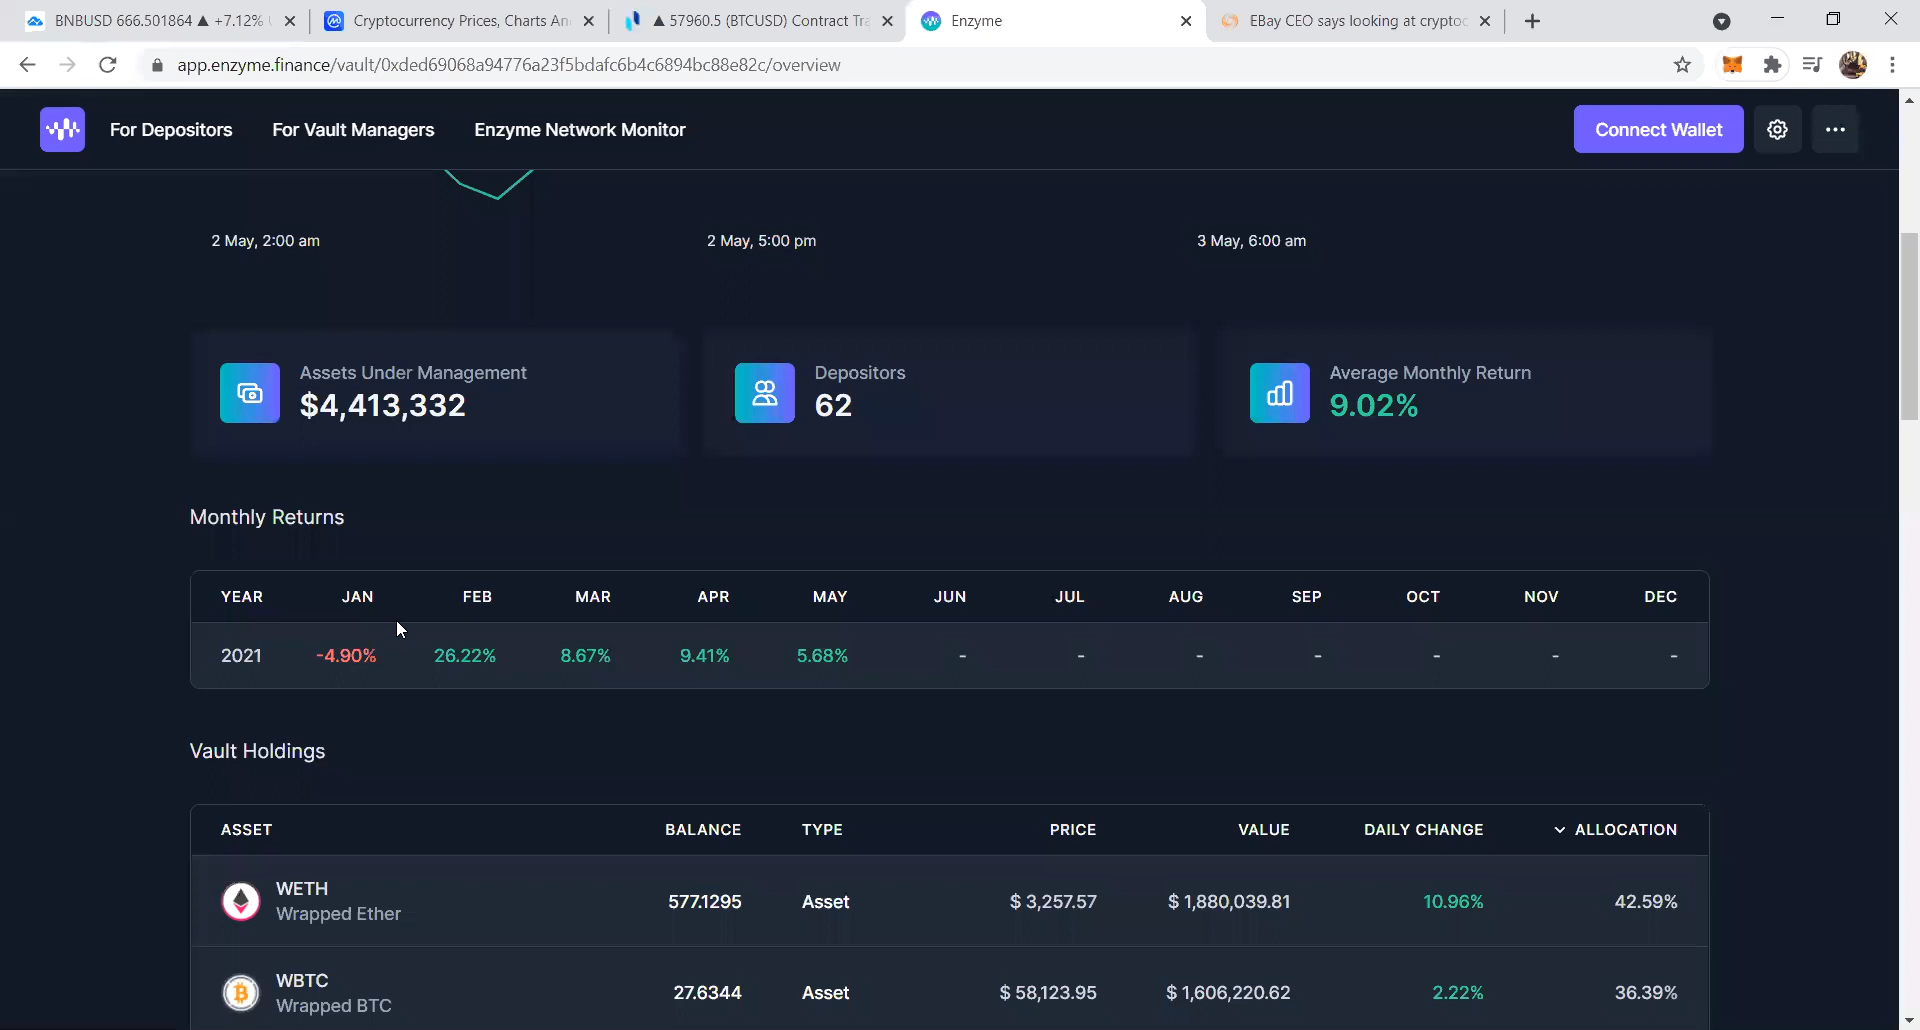 BNBUSD 666.501864 ▲ +7.12%
Cryptocurrency Prices, Charts An
▲ 57960.5 (BTCUSD) Contract Tra
Enzyme
EBay CEO says looking at cryptoc
app.enzyme.finance/vault/0xded69068a94776a23f5bdafc6b4c6894bc88e82c/overview
For Depositors For Vault Managers Enzyme Network Monitor Connect Wallet
2 May, 2:00 am 2 May, 5:00 pm 3 May, 6:00 am
Assets Under Management
$4,413,332
Depositors
62
Average Monthly Return
9.02%
Monthly Returns
YEAR JAN FEB MAR APR MAY JUN JUL AUG SEP OCT NOV DEC
2021 -4.90% 26.22% 8.67% 9.41% 5.68% - - - - - - -
Vault Holdings
ASSET BALANCE TYPE PRICE VALUE DAILY CHANGE ALLOCATION
WETH
Wrapped Ether
577.1295 Asset $ 3,257.57 $ 1,880,039.81 10.96% 42.59%
WBTC
Wrapped BTC
27.6344 Asset $ 58,123.95 $ 1,606,220.62 2.22% 36.39%